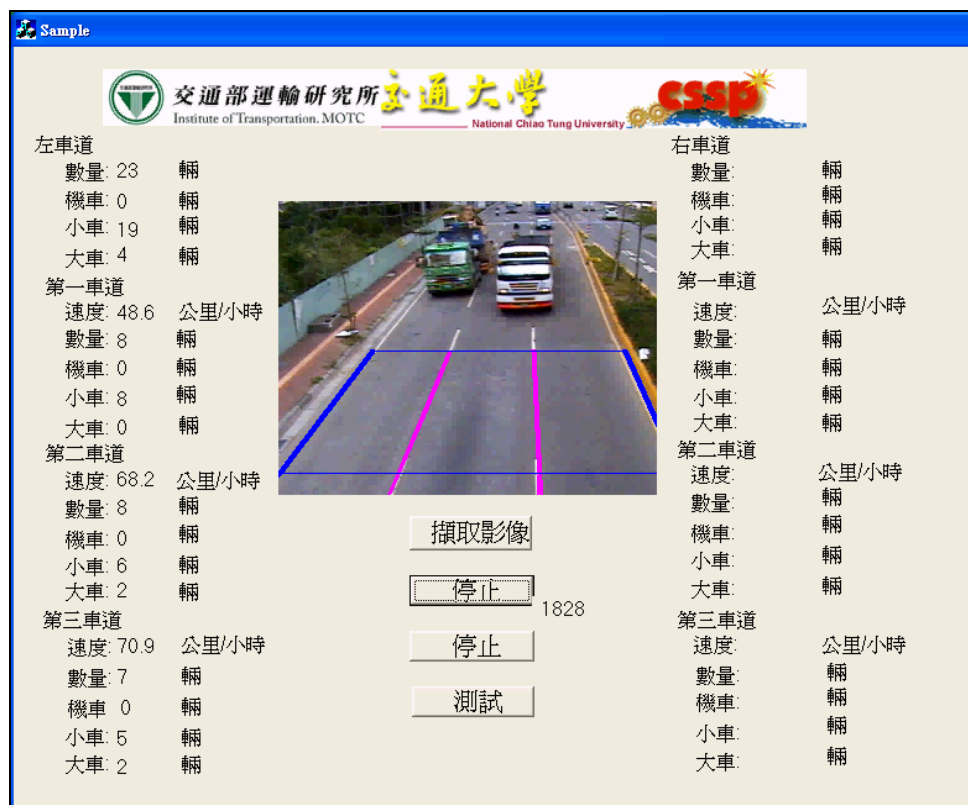 Sample
交通部運輸研究所
Institute of Transportation. MOTC
交通大學
National Chiao Tung University
cssp
左車道
數量: 23 輛
機車: 0 輛
小車: 19 輛
大車: 4 輛
第一車道
速度: 48.6 公里/小時
數量: 8 輛
機車: 0 輛
小車: 8 輛
大車: 0 輛
第二車道
速度: 68.2 公里/小時
數量: 8 輛
機車: 0 輛
小車: 6 輛
大車: 2 輛
第三車道
速度: 70.9 公里/小時
數量: 7 輛
機車 0 輛
小車: 5 輛
大車: 2 輛
擷取影像
停止
1828
停止
測試
右車道
數量: 輛
機車: 輛
小車: 輛
大車: 輛
第一車道
速度: 公里/小時
數量: 輛
機車: 輛
小車: 輛
大車: 輛
第二車道
速度: 公里/小時
數量: 輛
機車: 輛
小車: 輛
大車: 輛
第三車道
速度: 公里/小時
數量: 輛
機車: 輛
小車: 輛
大車: 輛